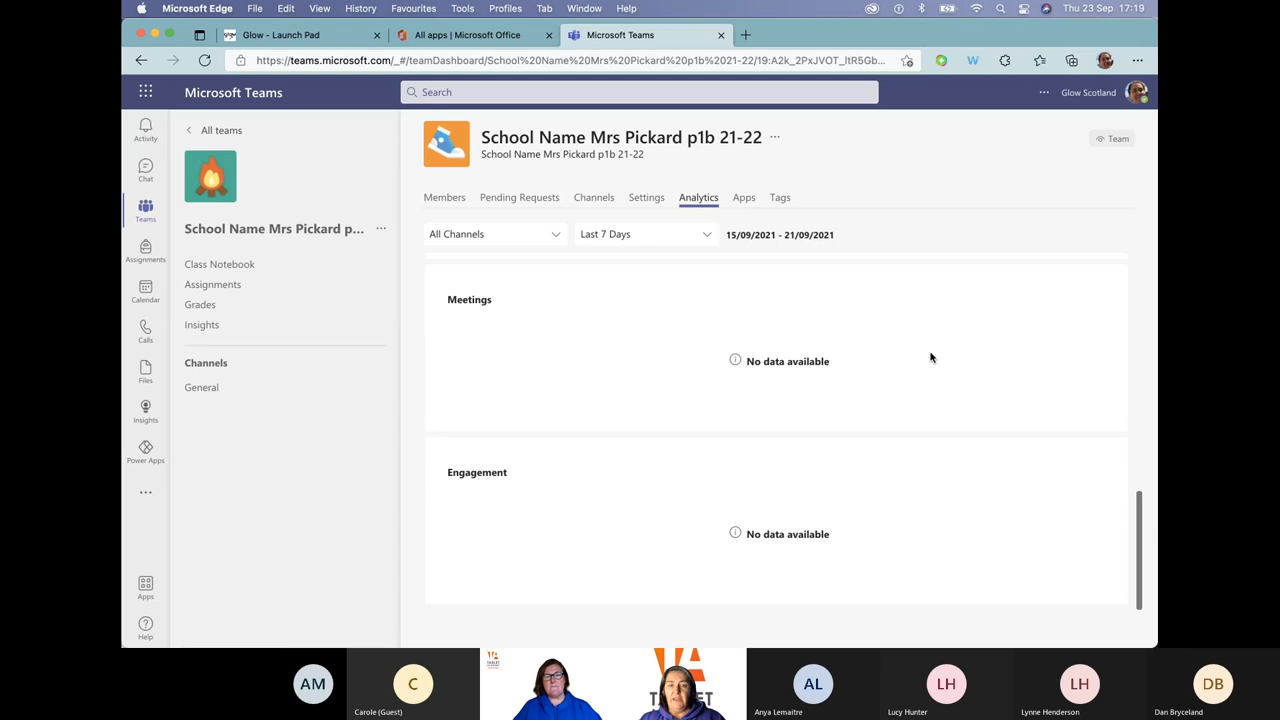 Microsoft Edge File Edit View History Favourites Tools Profiles Tab Window Help Thu 23 Sep 17:19
glow Glow - Launch Pad All apps | Microsoft Office Microsoft Teams
https://teams.microsoft.com/_#/teamDashboard/School%20Name%20Mrs%20Pickard%20p1b%2021-22/19:A2k_2PxJVOT_ltR5Gb...
Microsoft Teams Search Glow Scotland
Activity
Chat
Teams
Assignments
Calendar
Calls
Files
Insights
Power Apps
Apps
Help
All teams
School Name Mrs Pickard p...
Class Notebook
Assignments
Grades
Insights
Channels
General
School Name Mrs Pickard p1b 21-22
School Name Mrs Pickard p1b 21-22
Team
Members Pending Requests Channels Settings Analytics Apps Tags
All Channels Last 7 Days 15/09/2021 - 21/09/2021
Meetings
No data available
Engagement
No data available
AM
C
Carole (Guest)
TABLET
TABLET
AL
Anya Lemaitre
LH
Lucy Hunter
LH
Lynne Henderson
DB
Dan Bryceland